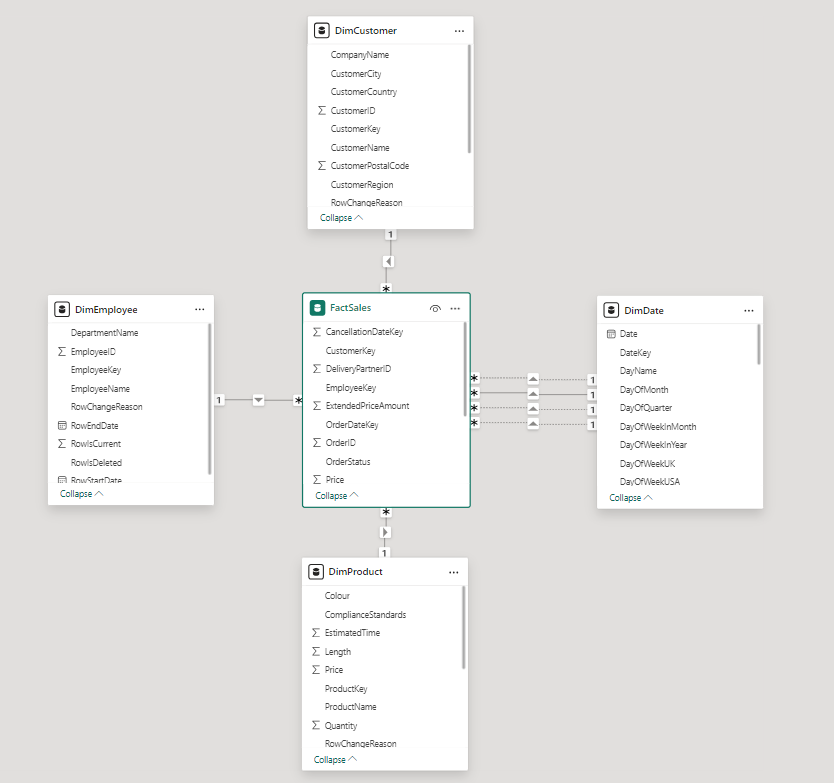 DimCustomer
CompanyName
CustomerCity
CustomerCountry
CustomerID
CustomerKey
CustomerName
CustomerPostalCode
CustomerRegion
RowChangeReason
Collapse
1
*
DimEmployee
DepartmentName
EmployeeID
EmployeeKey
EmployeeName
RowChangeReason
RowEndDate
RowIsCurrent
RowIsDeleted
RowStartDate
Collapse
1
*
FactSales
CancellationDateKey
CustomerKey
DeliveryPartnerID
EmployeeKey
ExtendedPriceAmount
OrderDateKey
OrderID
OrderStatus
Price
Collapse
* 1
* 1
* 1
* 1
DimDate
Date
DateKey
DayName
DayOfMonth
DayOfQuarter
DayOfWeekInMonth
DayOfWeekInYear
DayOfWeekUK
DayOfWeekUSA
Collapse
*
1
DimProduct
Colour
ComplianceStandards
EstimatedTime
Length
Price
ProductKey
ProductName
Quantity
RowChangeReason
Collapse